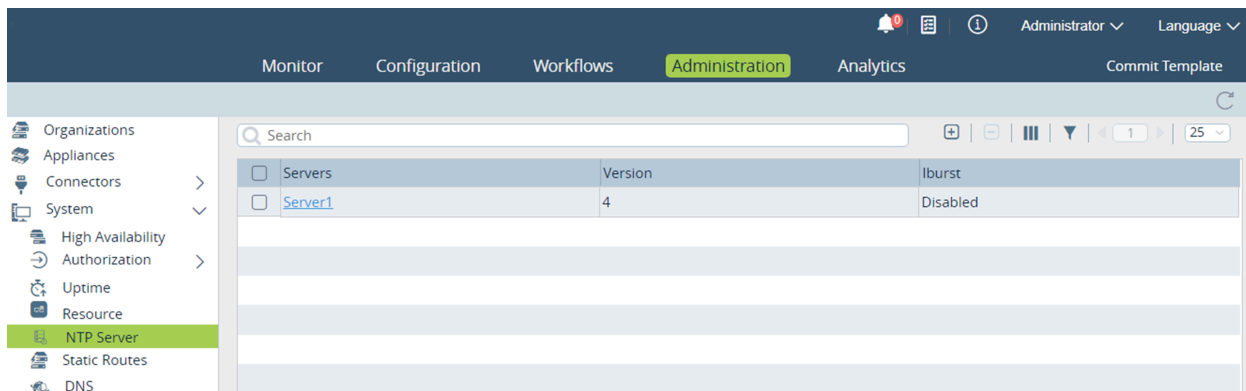 0
Administrator
Language
Monitor
Configuration
Workflows
Administration
Analytics
Commit Template
Organizations
Appliances
Connectors
System
High Availability
Authorization
Uptime
Resource
NTP Server
Static Routes
DNS
Search
1
25
Servers Version Iburst
Server1 4 Disabled